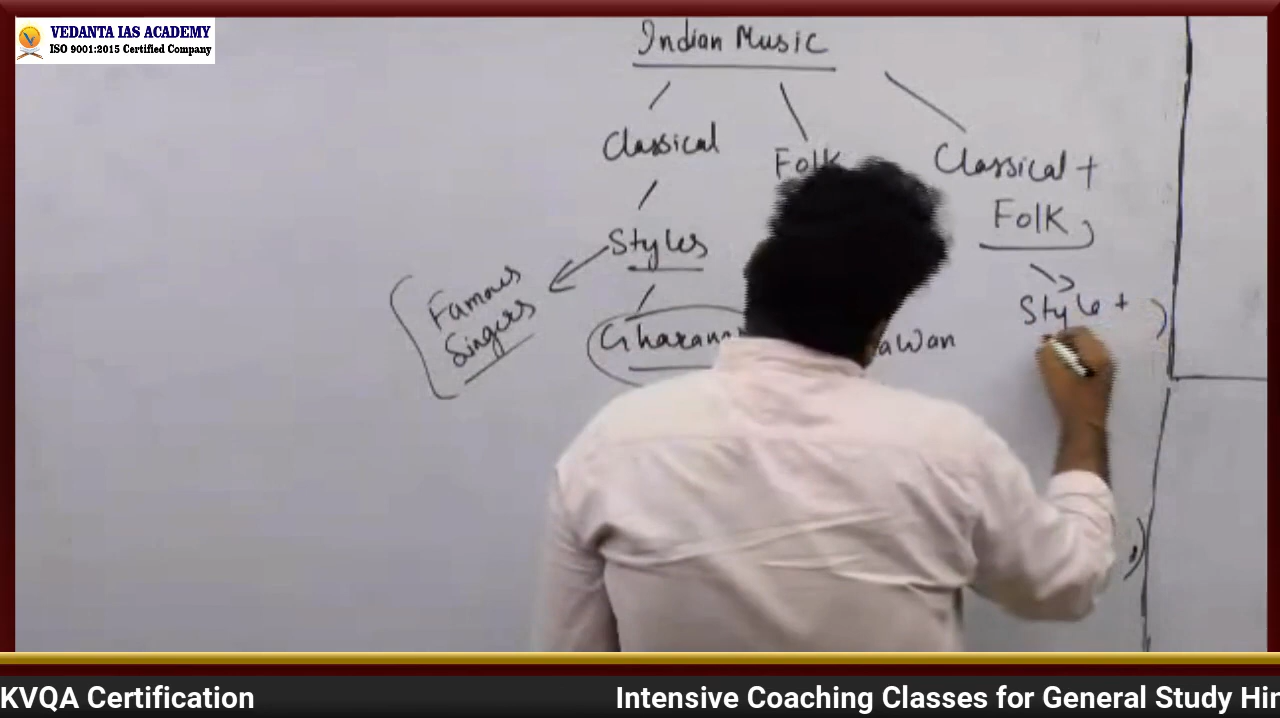 VEDANTA IAS ACADEMY
ISO 9001:2015 Certified Company
Indian Music
Classical
Folk
Classical +
Folk
Styles
Famous
Singers
Style +
KVQA Certification
Intensive Coaching Classes for General Study Hin